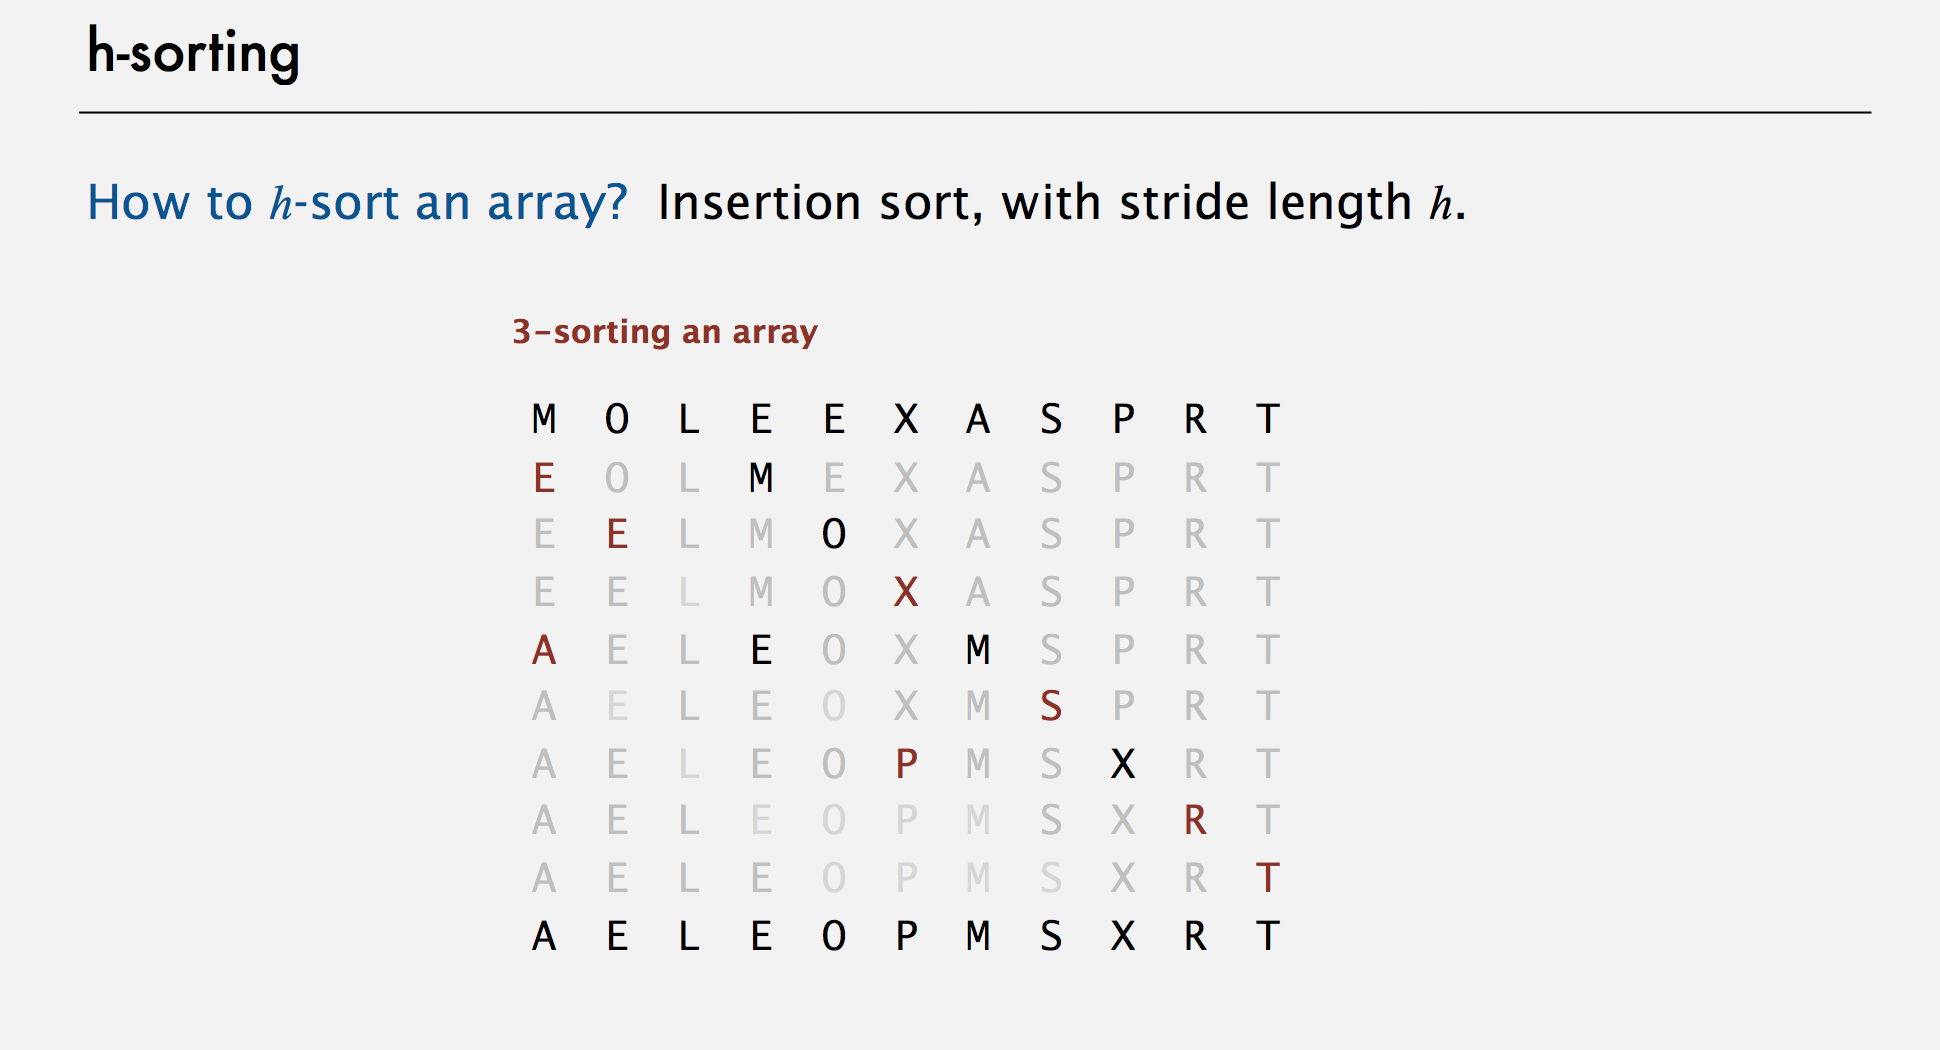 h-sorting
How to h-sort an array? Insertion sort, with stride length h.
3-sorting an array
M O L E E X A S P R T
E O L M E X A S P R T
E E L M O X A S P R T
E E L M O X A S P R T
A E L E O X M S P R T
A E L E O X M S P R T
A E L E O P M S X R T
A E L E O P M S X R T
A E L E O P M S X R T
A E L E O P M S X R T